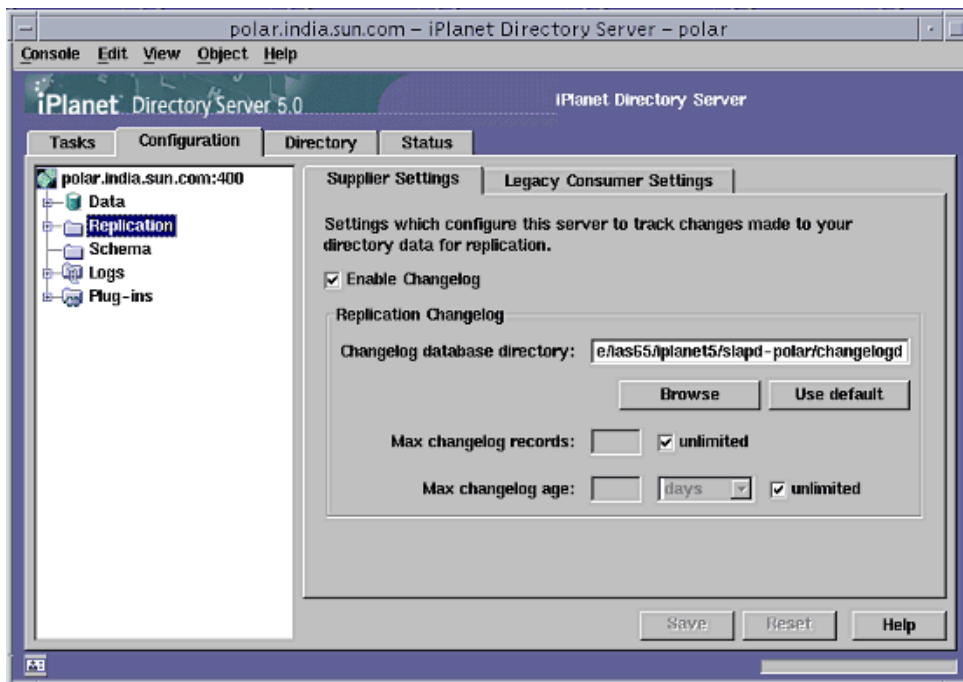 polar.india.sun.com – iPlanet Directory Server – polar
Console Edit View Object Help
iPlanet Directory Server 5.0
iPlanet Directory Server
Tasks Configuration Directory Status
polar.india.sun.com:400
Data
Replication
Schema
Logs
Plug-ins
Supplier Settings Legacy Consumer Settings
Settings which configure this server to track changes made to your
directory data for replication.
Enable Changelog
Replication Changelog
Changelog database directory: e/ias65/iplanet5/slapd-polar/changelogd
Browse Use default
Max changelog records: unlimited
Max changelog age: days unlimited
Save Reset Help